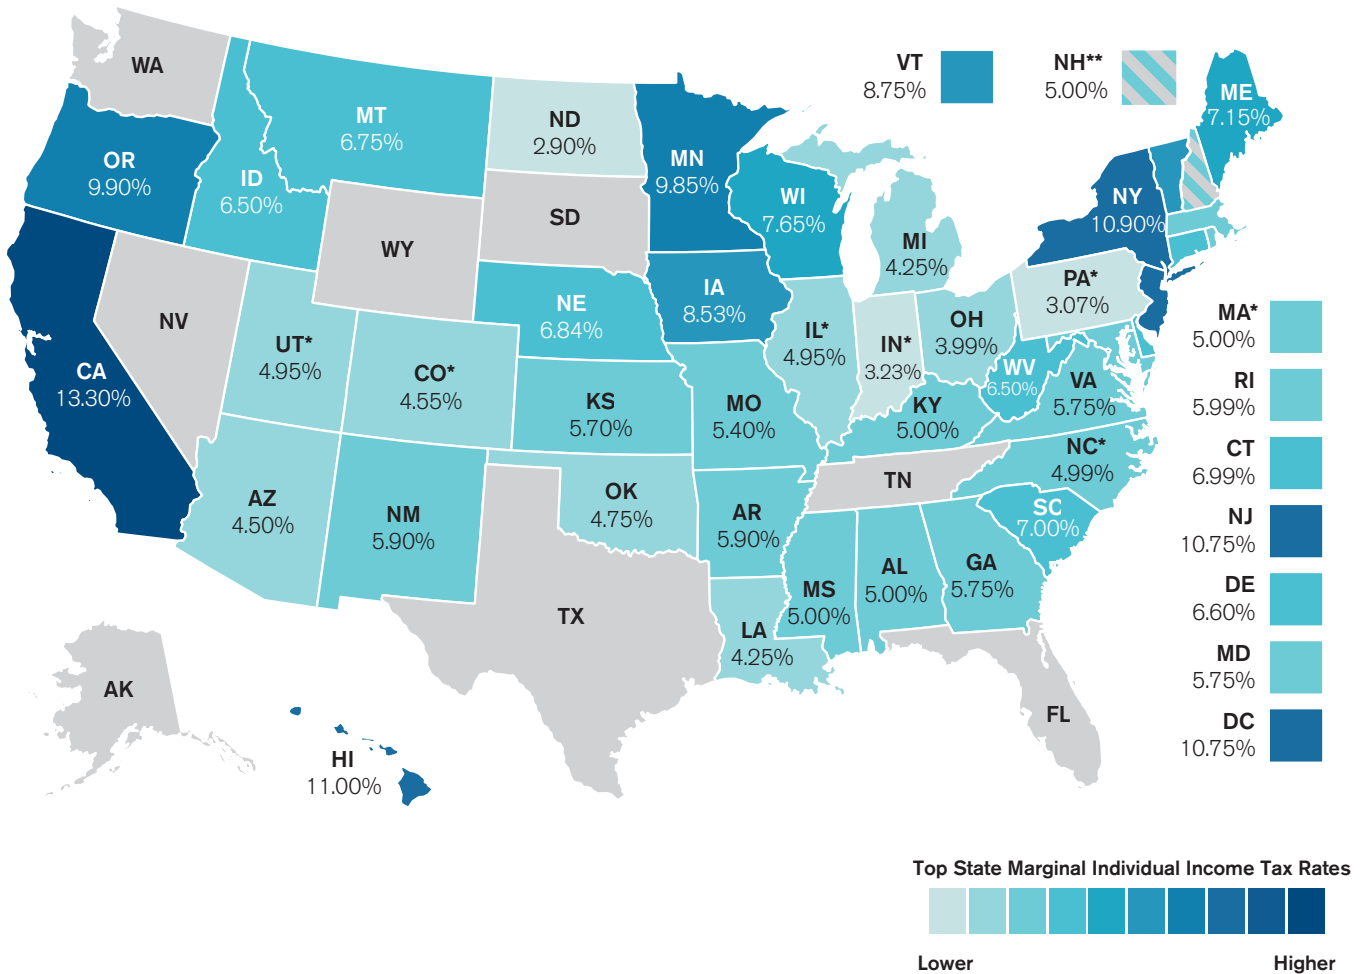 WA
VT
8.75%
NH**
5.00%
ME
7.15%
MT
6.75%
ND
2.90%
MN
9.85%
OR
9.90%
ID
6.50%
WI
7.65%
NY
10.90%
SD
WY
MI
4.25%
PA*
3.07%
IA
8.53%
NE
6.84%
NV
UT*
4.95%
CO*
4.55%
IL*
4.95%
IN*
3.23%
OH
3.99%
WV
6.50%
VA
5.75%
MA*
5.00%
RI
5.99%
CT
6.99%
NJ
10.75%
DE
6.60%
MD
5.75%
DC
10.75%
CA
13.30%
KS
5.70%
MO
5.40%
KY
5.00%
NC*
4.99%
TN
AZ
4.50%
NM
5.90%
OK
4.75%
AR
5.90%
SC
7.00%
MS
5.00%
AL
5.00%
GA
5.75%
TX
LA
4.25%
FL
AK
HI
11.00%
Top State Marginal Individual Income Tax Rates
Lower
Higher